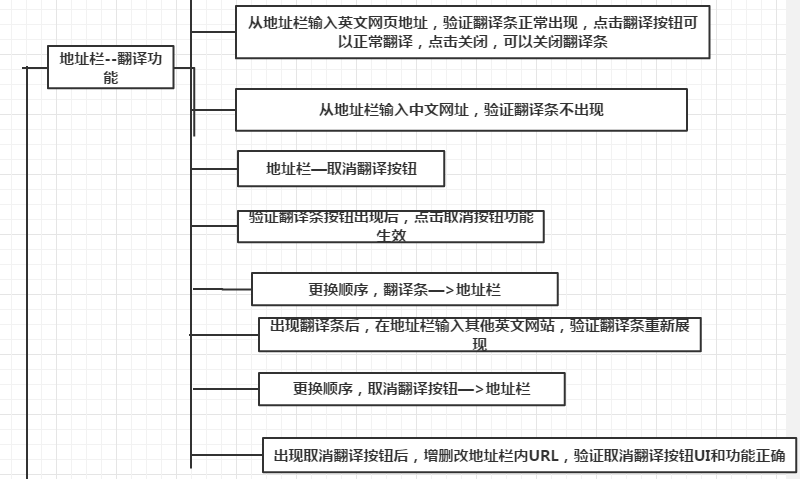 从地址栏输入英文网页地址，验证翻译条正常出现，点击翻译按钮可
以正常翻译，点击关闭，可以关闭翻译条
地址栏--翻译功
能
从地址栏输入中文网址，验证翻译条不出现
地址栏—取消翻译按钮
验证翻译条按钮出现后，点击取消按钮功能
生效
更换顺序，翻译条—>地址栏
出现翻译条后，在地址栏输入其他英文网站，验证翻译条重新展
现
更换顺序，取消翻译按钮—>地址栏
出现取消翻译按钮后，增删改地址栏内URL，验证取消翻译按钮UI和功能正确